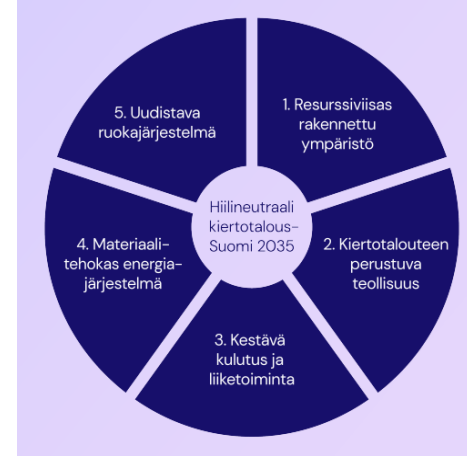 Hiilineutraali
kiertotalous-
Suomi 2035
1. Resurssiviisas
rakennettu
ympäristö
2. Kiertotalouteen
perustuva
teollisuus
3. Kestävä
kulutus ja
liiketoiminta
4. Materiaali-
tehokas energia-
järjestelmä
5. Uudistava
ruokajärjestelmä